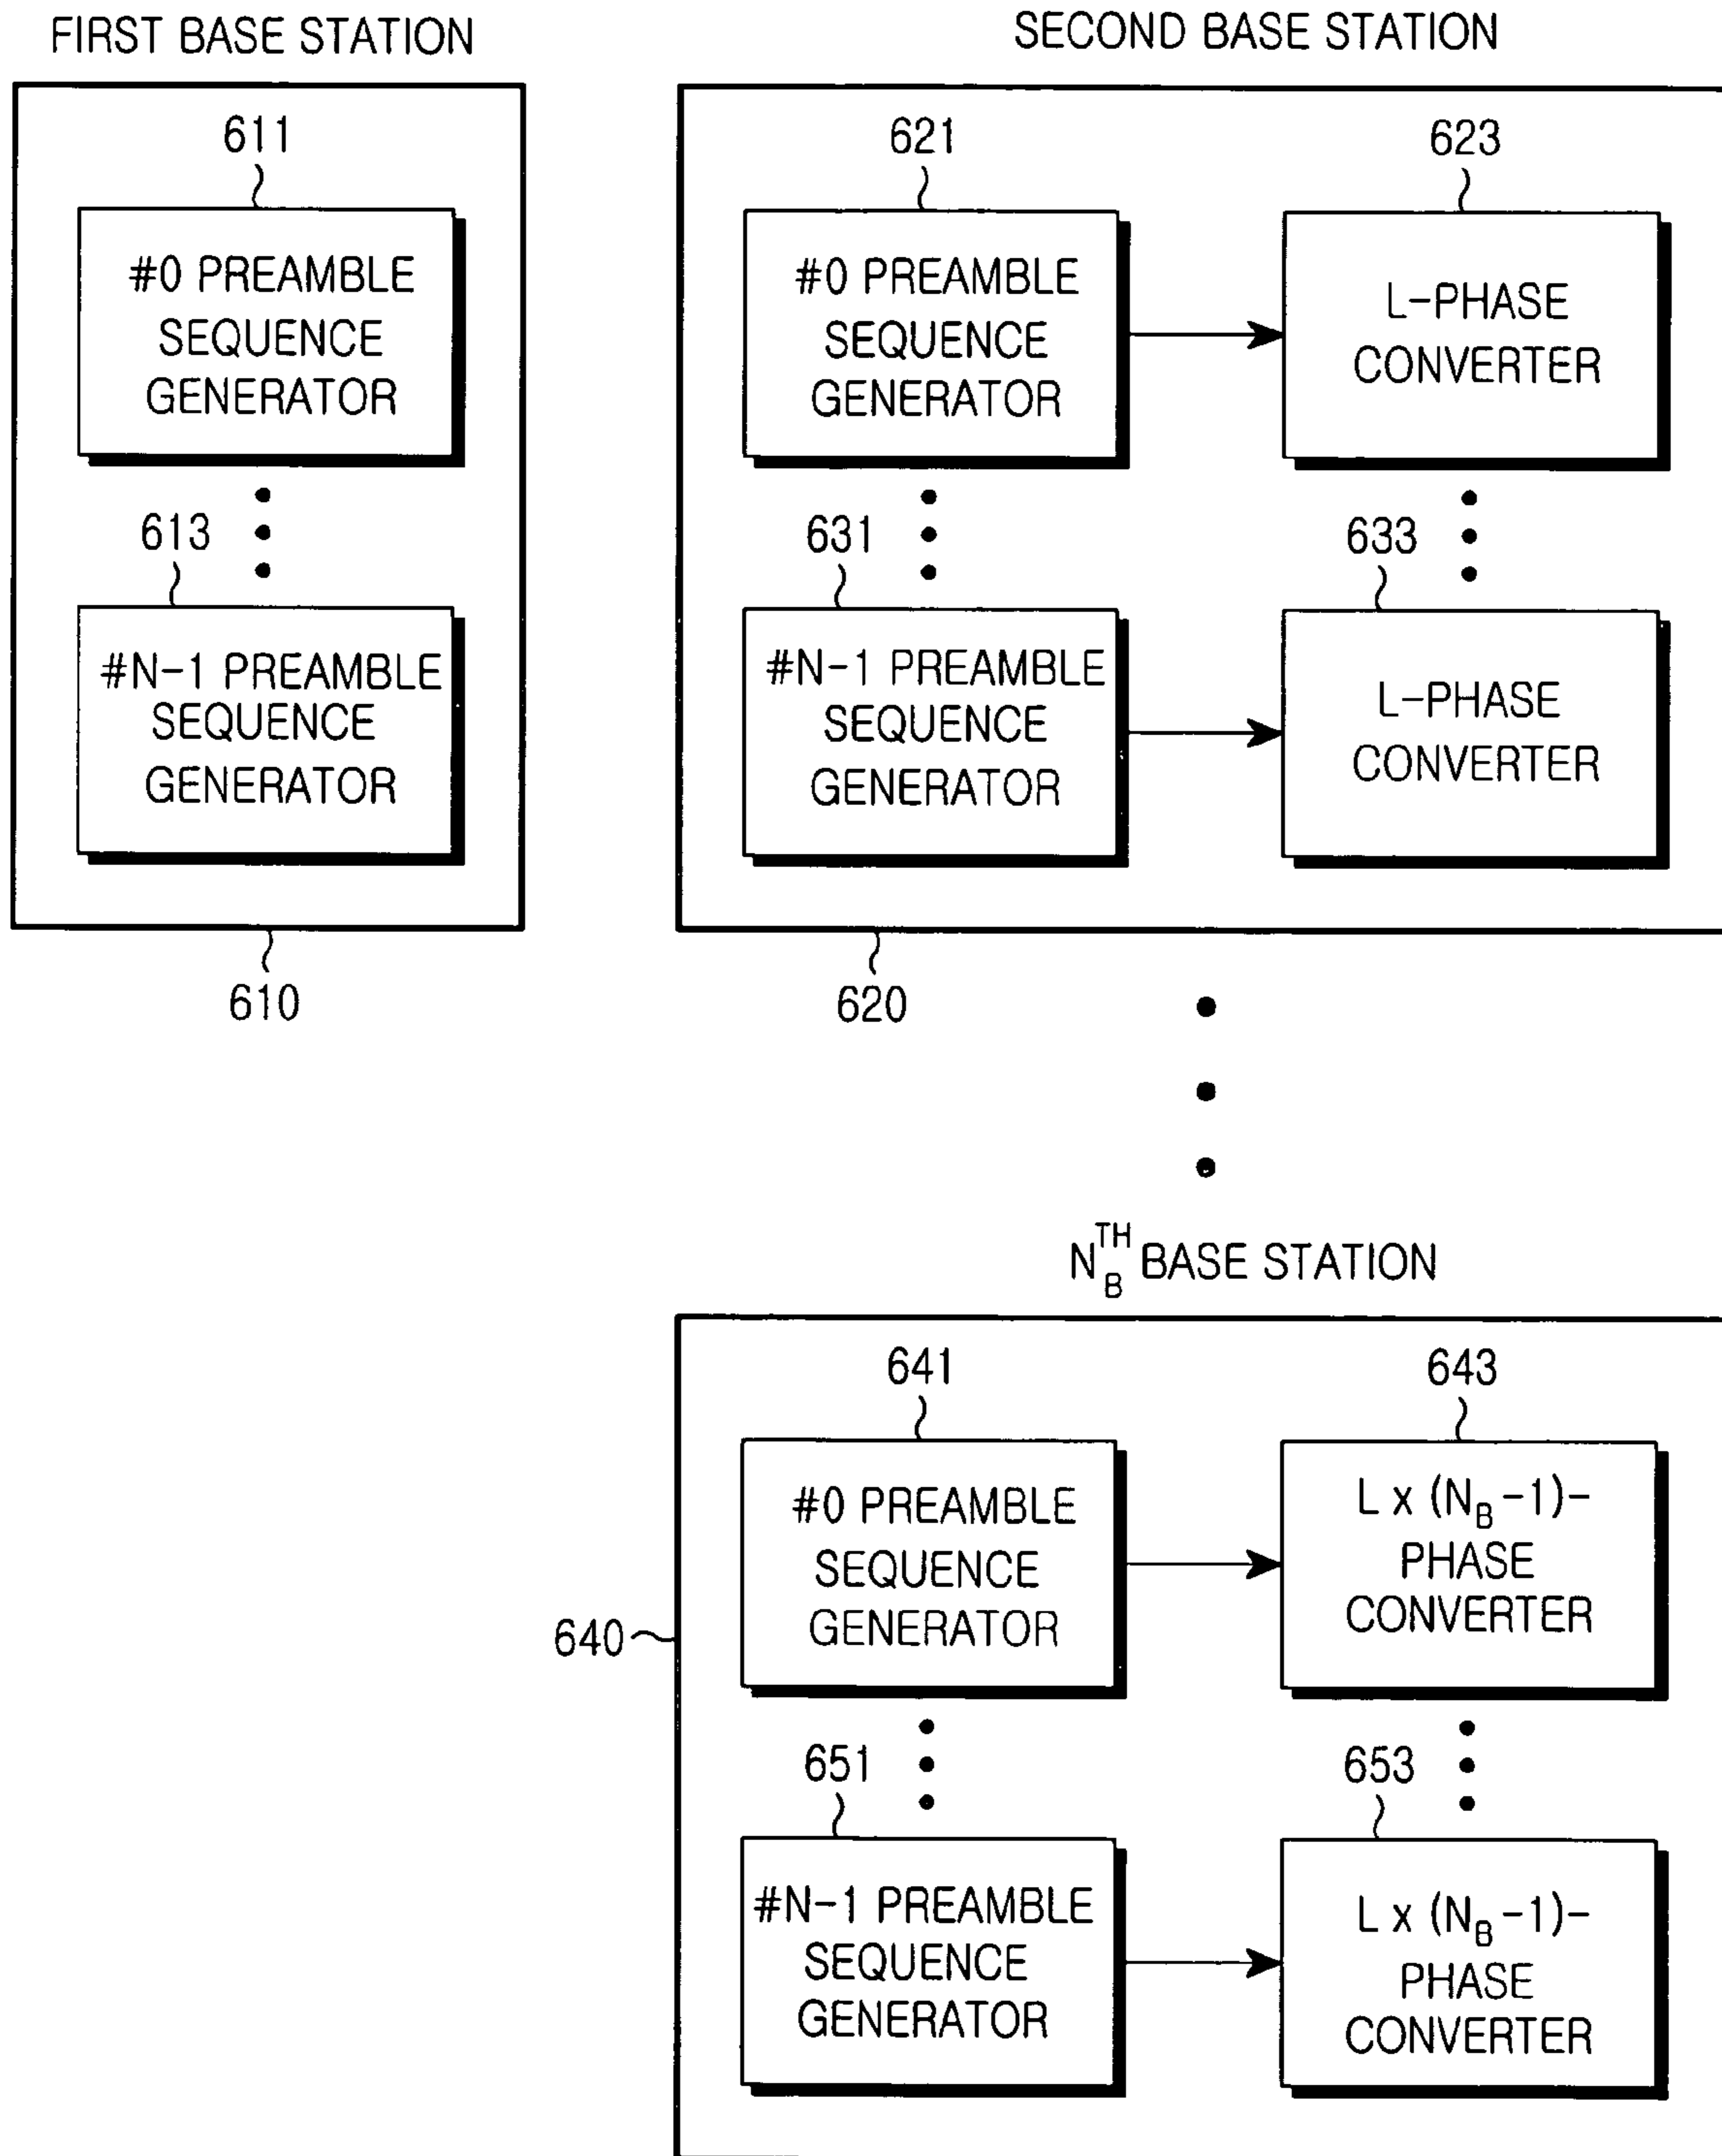 FIRST BASE STATION
611
#0 PREAMBLE
SEQUENCE
GENERATOR
613
#N-1 PREAMBLE
SEQUENCE
GENERATOR
610
SECOND BASE STATION
621
#0 PREAMBLE
SEQUENCE
GENERATOR
623
L-PHASE
CONVERTER
631
#N-1 PREAMBLE
SEQUENCE
GENERATOR
633
L-PHASE
CONVERTER
620
N_B^TH BASE STATION
641
#0 PREAMBLE
SEQUENCE
GENERATOR
643
L x (N_B -1)-
PHASE
CONVERTER
640
651
#N-1 PREAMBLE
SEQUENCE
GENERATOR
653
L x (N_B -1)-
PHASE
CONVERTER